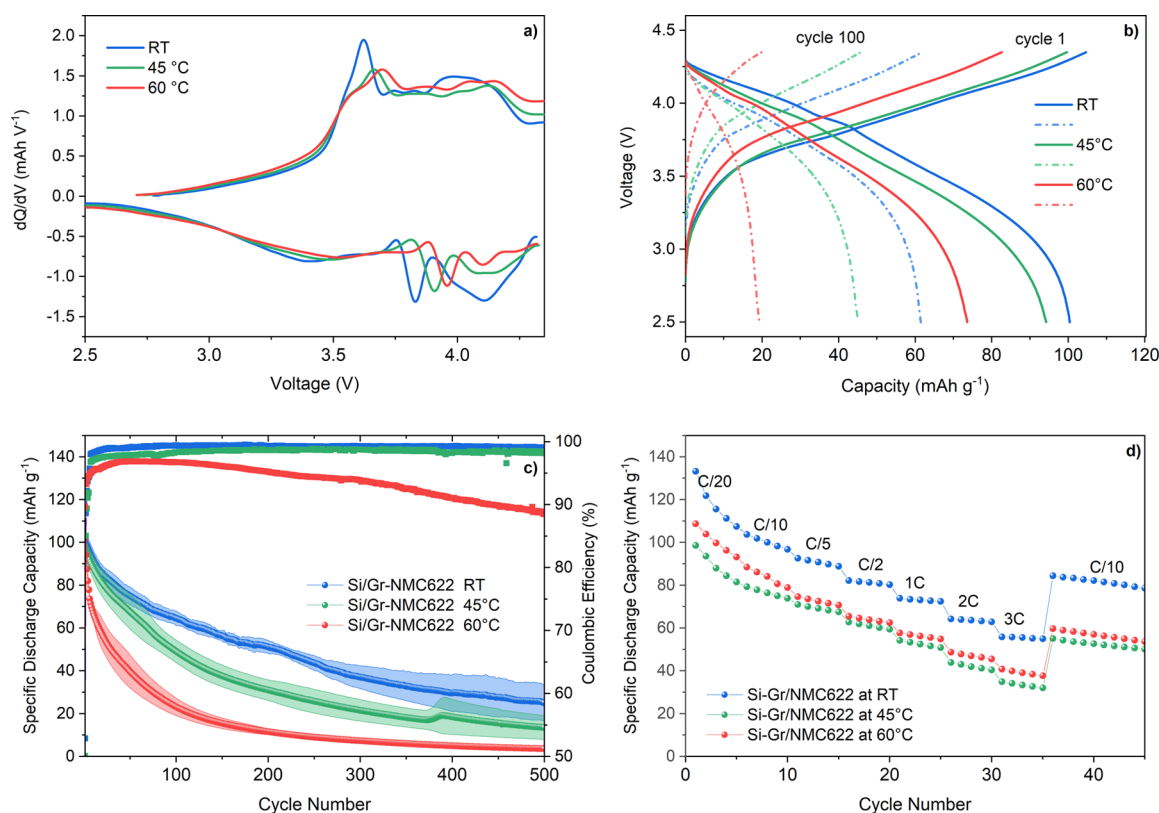 a)
RT
45 °C
60 °C
2.0
1.5
1.0
0.5
0.0
-0.5
-1.0
-1.5
dQ/dV (mAh V⁻¹)
2.5 3.0 3.5 4.0
Voltage (V)
b)
cycle 100 cycle 1
RT
45°C
60°C
4.5
4.0
3.5
3.0
2.5
Voltage (V)
0 20 40 60 80 100 120
Capacity (mAh g⁻¹)
c)
Si/Gr-NMC622 RT
Si/Gr-NMC622 45°C
Si/Gr-NMC622 60°C
140
120
100
80
60
40
20
0
Specific Discharge Capacity (mAh g⁻¹)
100
90
80
70
60
50
Coulombic Efficiency (%)
100 200 300 400 500
Cycle Number
d)
C/20
C/10
C/5
C/2
1C
2C
3C
C/10
Si-Gr/NMC622 at RT
Si-Gr/NMC622 at 45°C
Si-Gr/NMC622 at 60°C
140
120
100
80
60
40
20
0
Specific Discharge Capacity (mAh g⁻¹)
0 10 20 30 40
Cycle Number